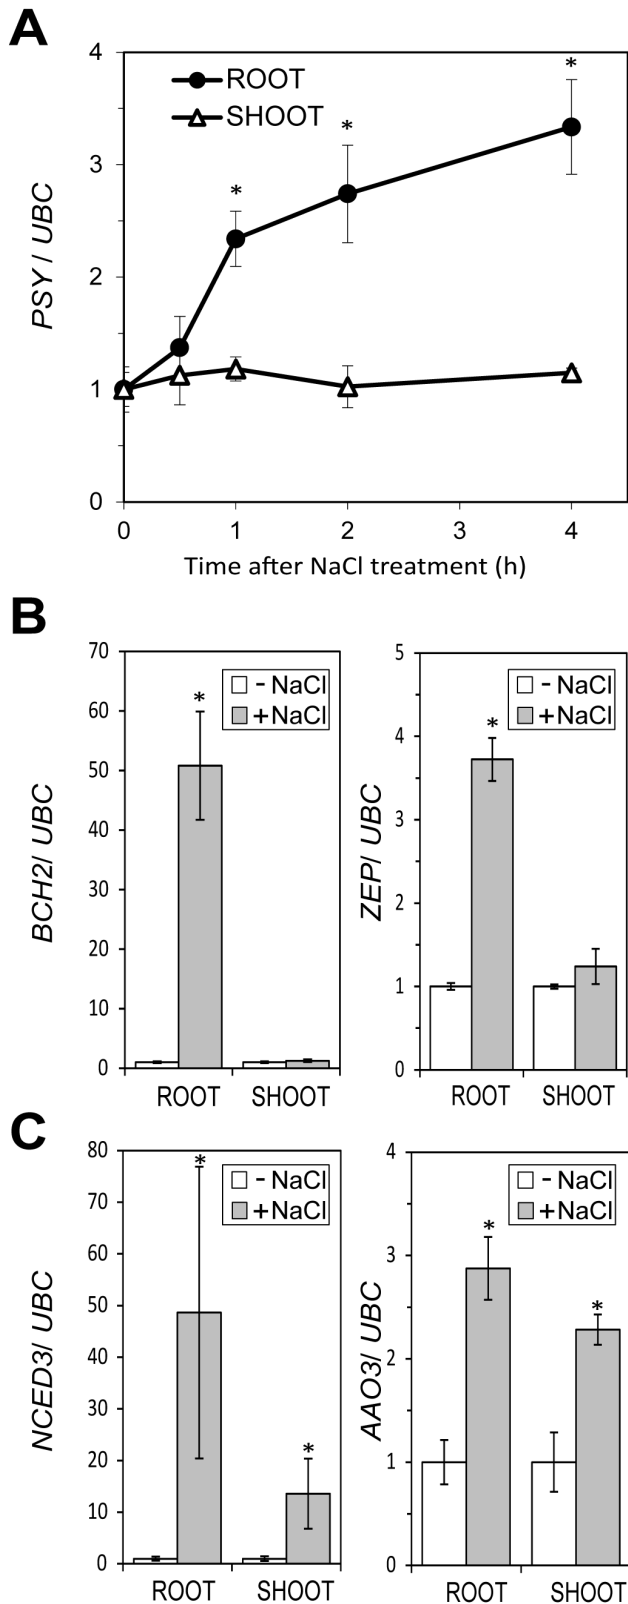 A
PSY / UBC
4
3
2
1
0
ROOT
SHOOT
*
*
*
0 1 2 3 4
Time after NaCl treatment (h)
B
BCH2/ UBC
70
60
50
40
30
20
10
0
- NaCl
+NaCl
*
ROOT SHOOT
ZEP/ UBC
5
4
3
2
1
0
- NaCl
+NaCl
*
ROOT SHOOT
C
NCED3/ UBC
80
70
60
50
40
30
20
10
0
- NaCl
+NaCl
*
*
ROOT SHOOT
AAO3/ UBC
4
3
2
1
0
- NaCl
+NaCl
*
*
ROOT SHOOT